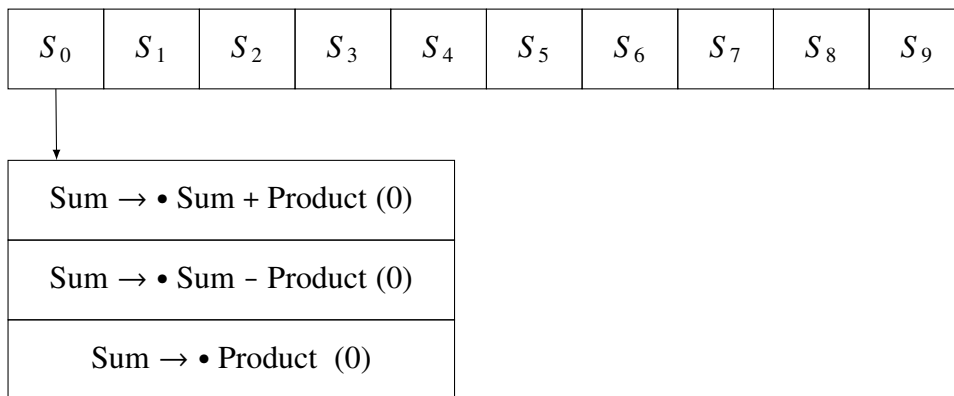 S0 S1 S2 S3 S4 S5 S6 S7 S8 S9
Sum → • Sum + Product (0)
Sum → • Sum − Product (0)
Sum → • Product (0)